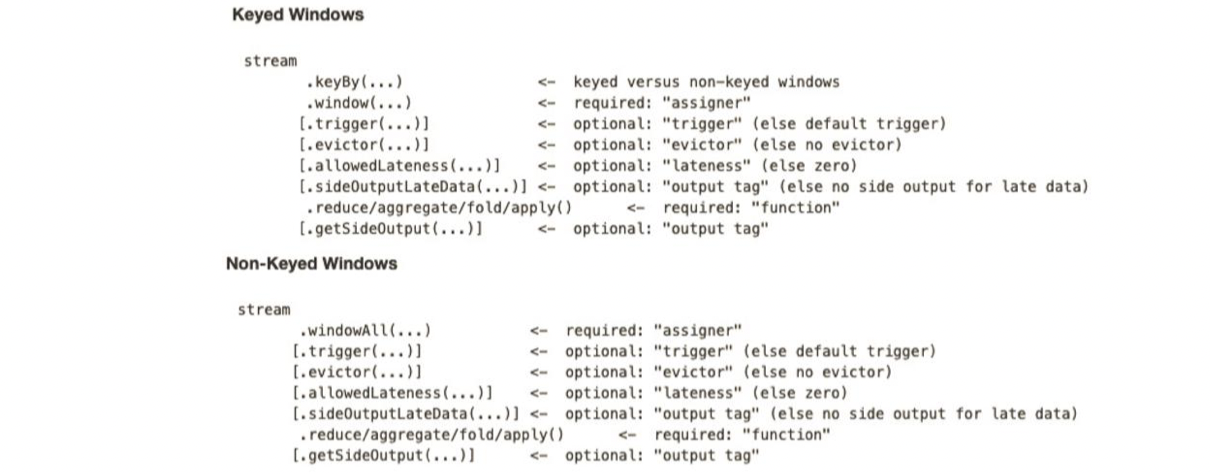 Keyed Windows
stream
.keyBy(...) <- keyed versus non-keyed windows
.window(...) <- required: "assigner"
[.trigger(...)] <- optional: "trigger" (else default trigger)
[.evictor(...)] <- optional: "evictor" (else no evictor)
[.allowedLateness(...)] <- optional: "lateness" (else zero)
[.sideOutputLateData(...)] <- optional: "output tag" (else no side output for late data)
.reduce/aggregate/fold/apply() <- required: "function"
[.getSideOutput(...)] <- optional: "output tag"
Non-Keyed Windows
stream
.windowAll(...) <- required: "assigner"
[.trigger(...)] <- optional: "trigger" (else default trigger)
[.evictor(...)] <- optional: "evictor" (else no evictor)
[.allowedLateness(...)] <- optional: "lateness" (else zero)
[.sideOutputLateData(...)] <- optional: "output tag" (else no side output for late data)
.reduce/aggregate/fold/apply() <- required: "function"
[.getSideOutput(...)] <- optional: "output tag"